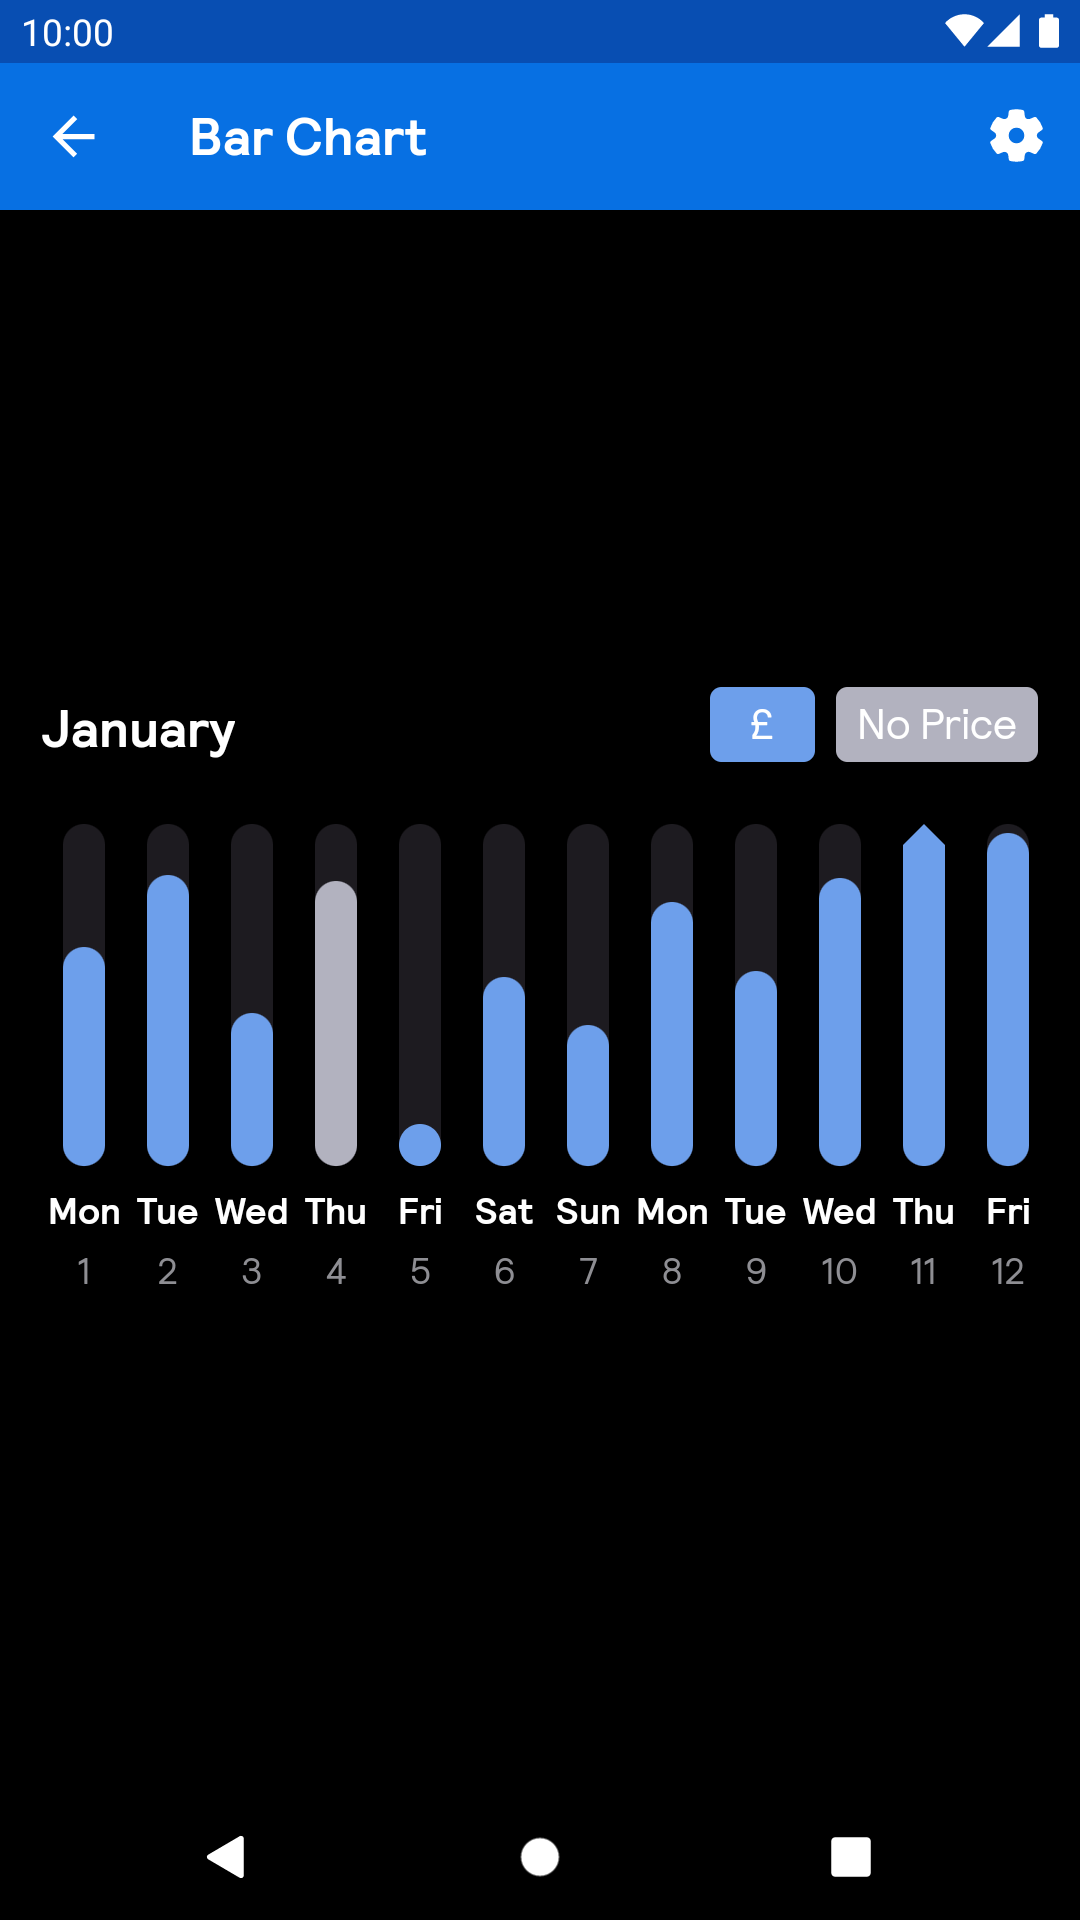 10:00
Bar Chart
January
£
No Price
Mon Tue Wed Thu Fri Sat Sun Mon Tue Wed Thu Fri
1 2 3 4 5 6 7 8 9 10 11 12